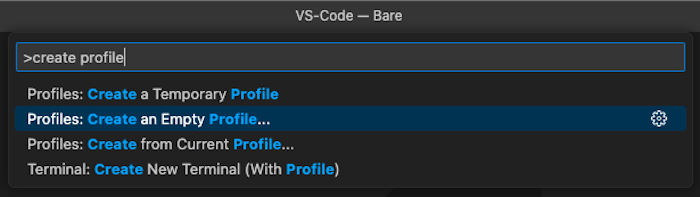 VS-Code — Bare
>create profile
Profiles: Create a Temporary Profile
Profiles: Create an Empty Profile...
Profiles: Create from Current Profile...
Terminal: Create New Terminal (With Profile)